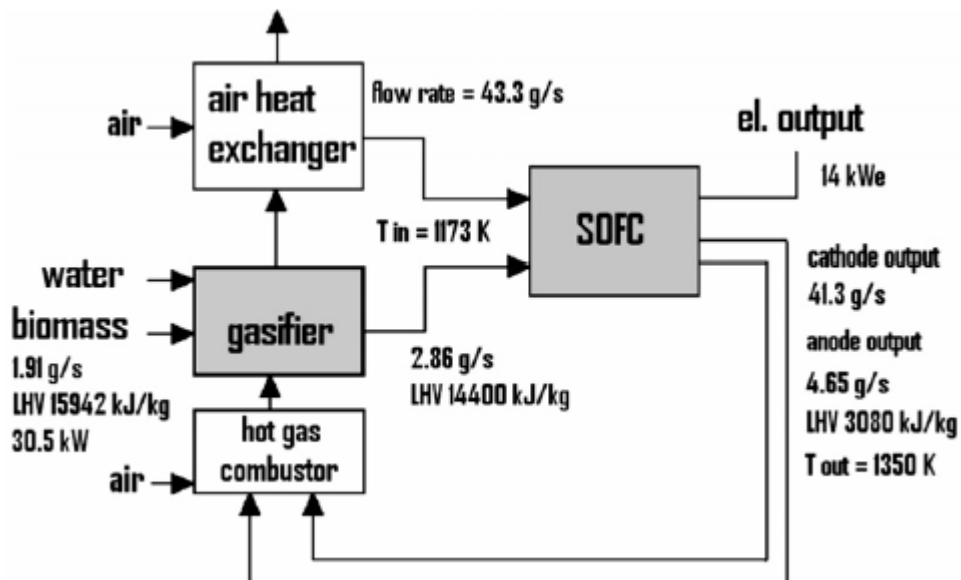 air heat
exchanger
air
flow rate = 43.3 g/s
el. output
14 kWe
SOFC
T in = 1173 K
cathode output
41.3 g/s
anode output
4.65 g/s
LHV 3080 kJ/kg
T out = 1350 K
water
biomass
1.91 g/s
LHV 15942 kJ/kg
30.5 kW
gasifier
2.86 g/s
LHV 14400 kJ/kg
hot gas
combustor
air